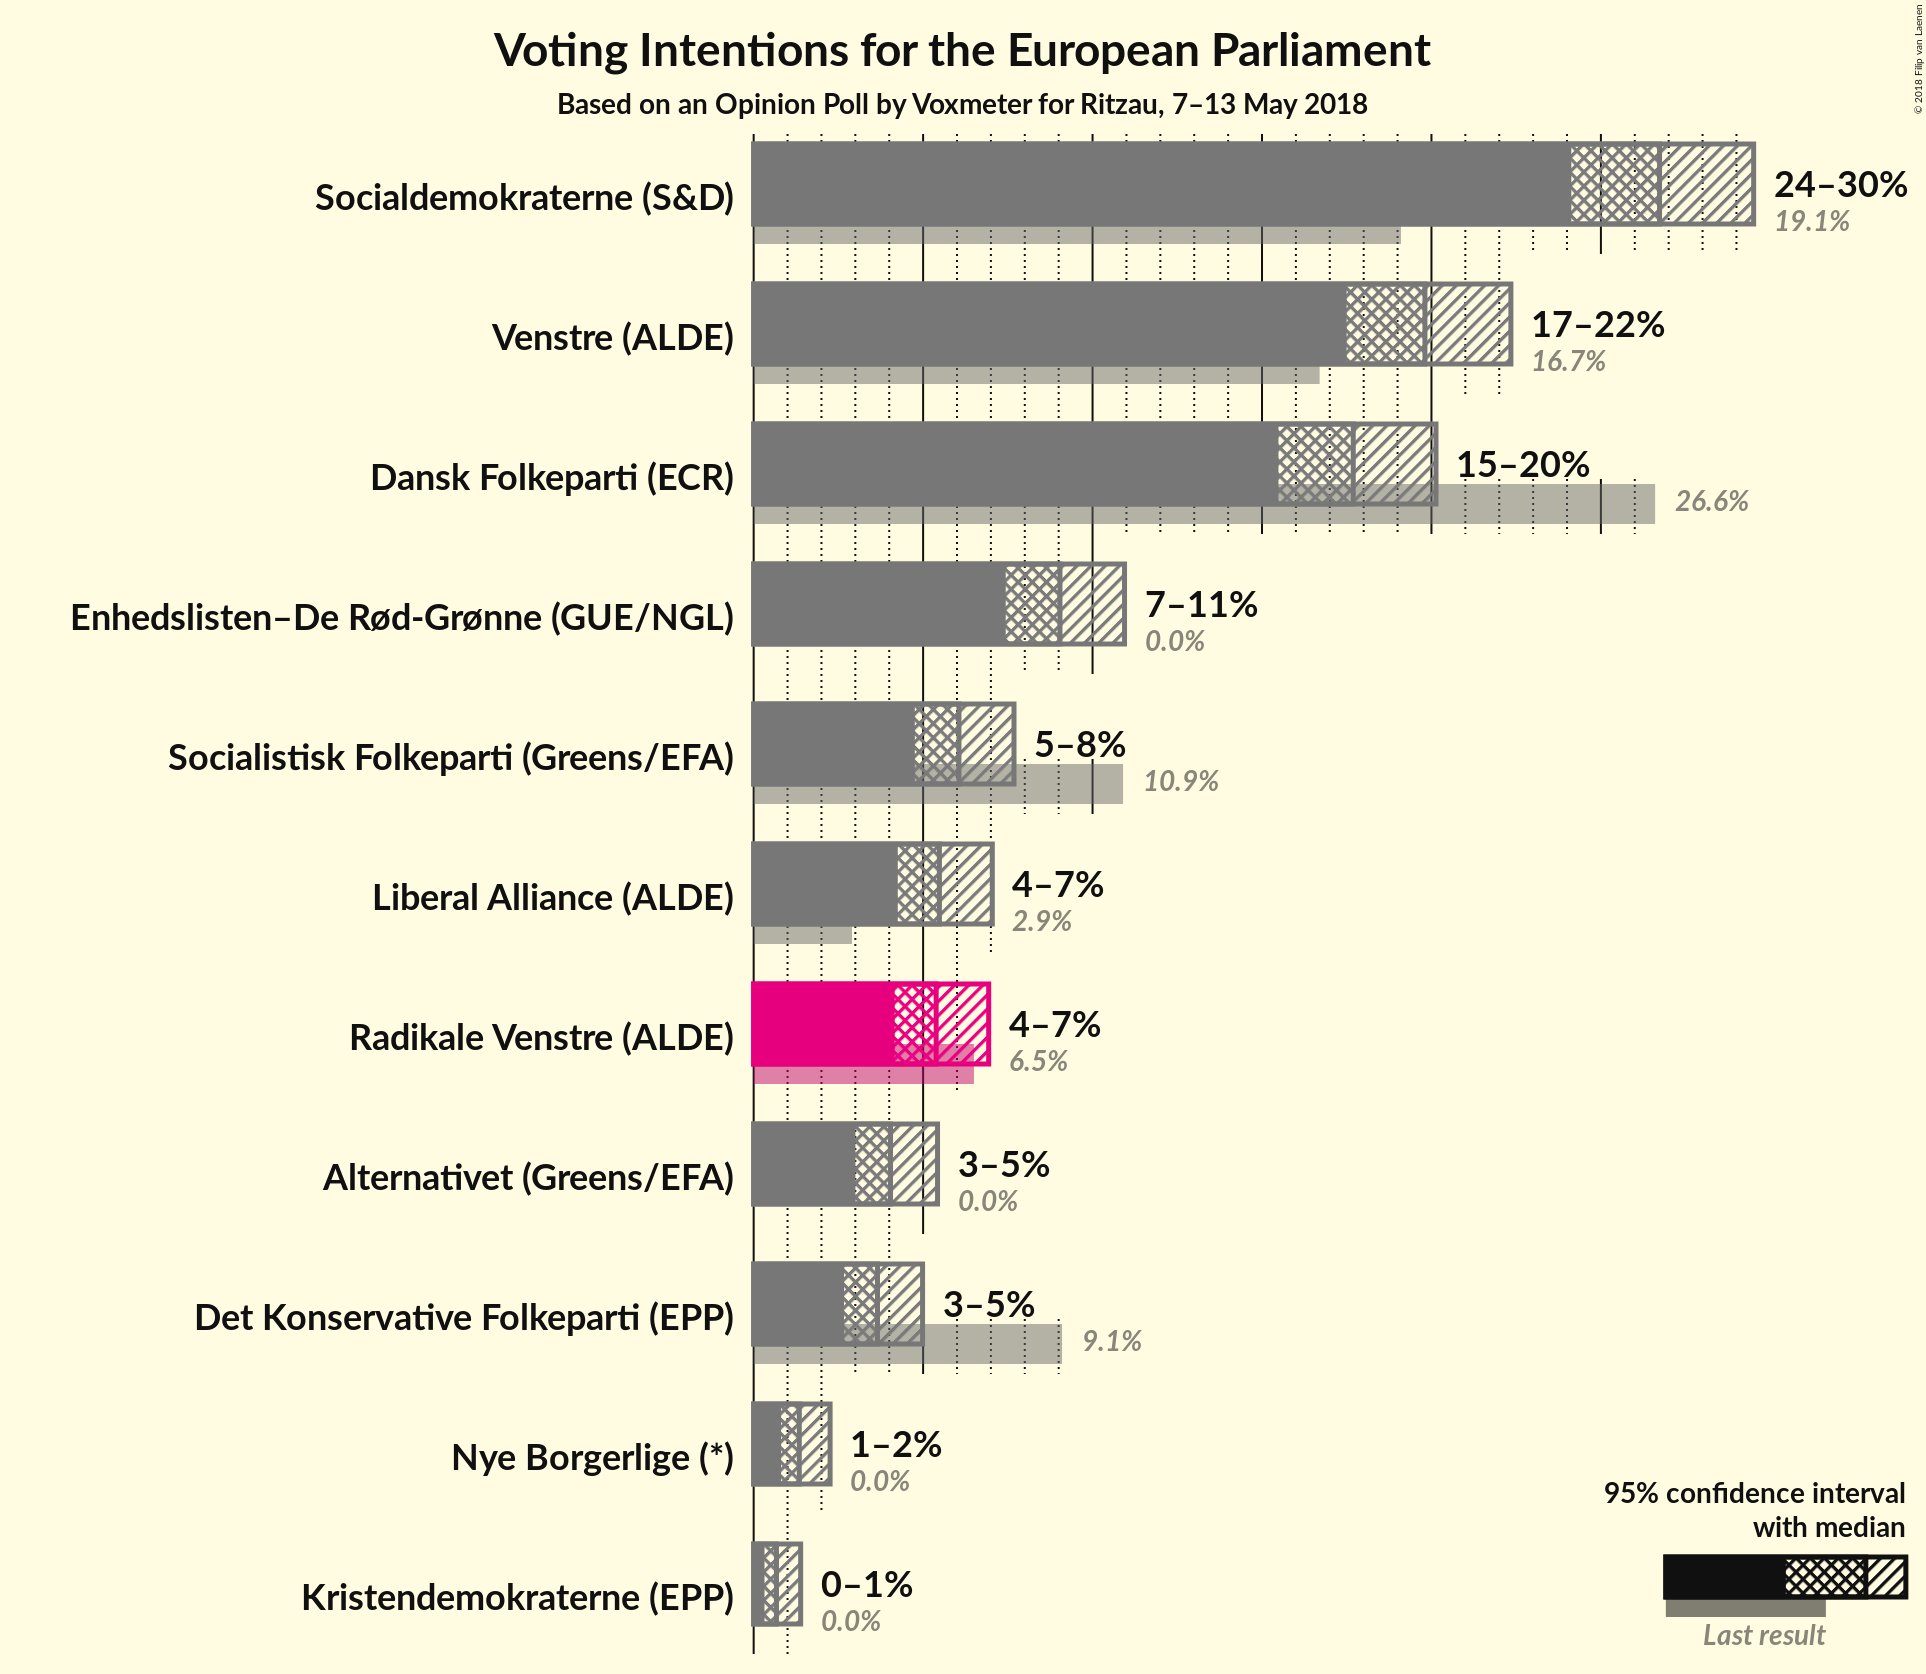 Voting Intentions for the European Parliament
Based on an Opinion Poll by Voxmeter for Ritzau, 7–13 May 2018
© 2018 Filip van Laenen
Socialdemokraterne (S&D)
24–30%
19.1%
Venstre (ALDE)
17–22%
16.7%
Dansk Folkeparti (ECR)
15–20%
26.6%
Enhedslisten–De Rød-Grønne (GUE/NGL)
7–11%
0.0%
Socialistisk Folkeparti (Greens/EFA)
5–8%
10.9%
Liberal Alliance (ALDE)
4–7%
2.9%
Radikale Venstre (ALDE)
4–7%
6.5%
Alternativet (Greens/EFA)
3–5%
0.0%
Det Konservative Folkeparti (EPP)
3–5%
9.1%
Nye Borgerlige (*)
1–2%
0.0%
Kristendemokraterne (EPP)
0–1%
0.0%
95% confidence interval
with median
Last result